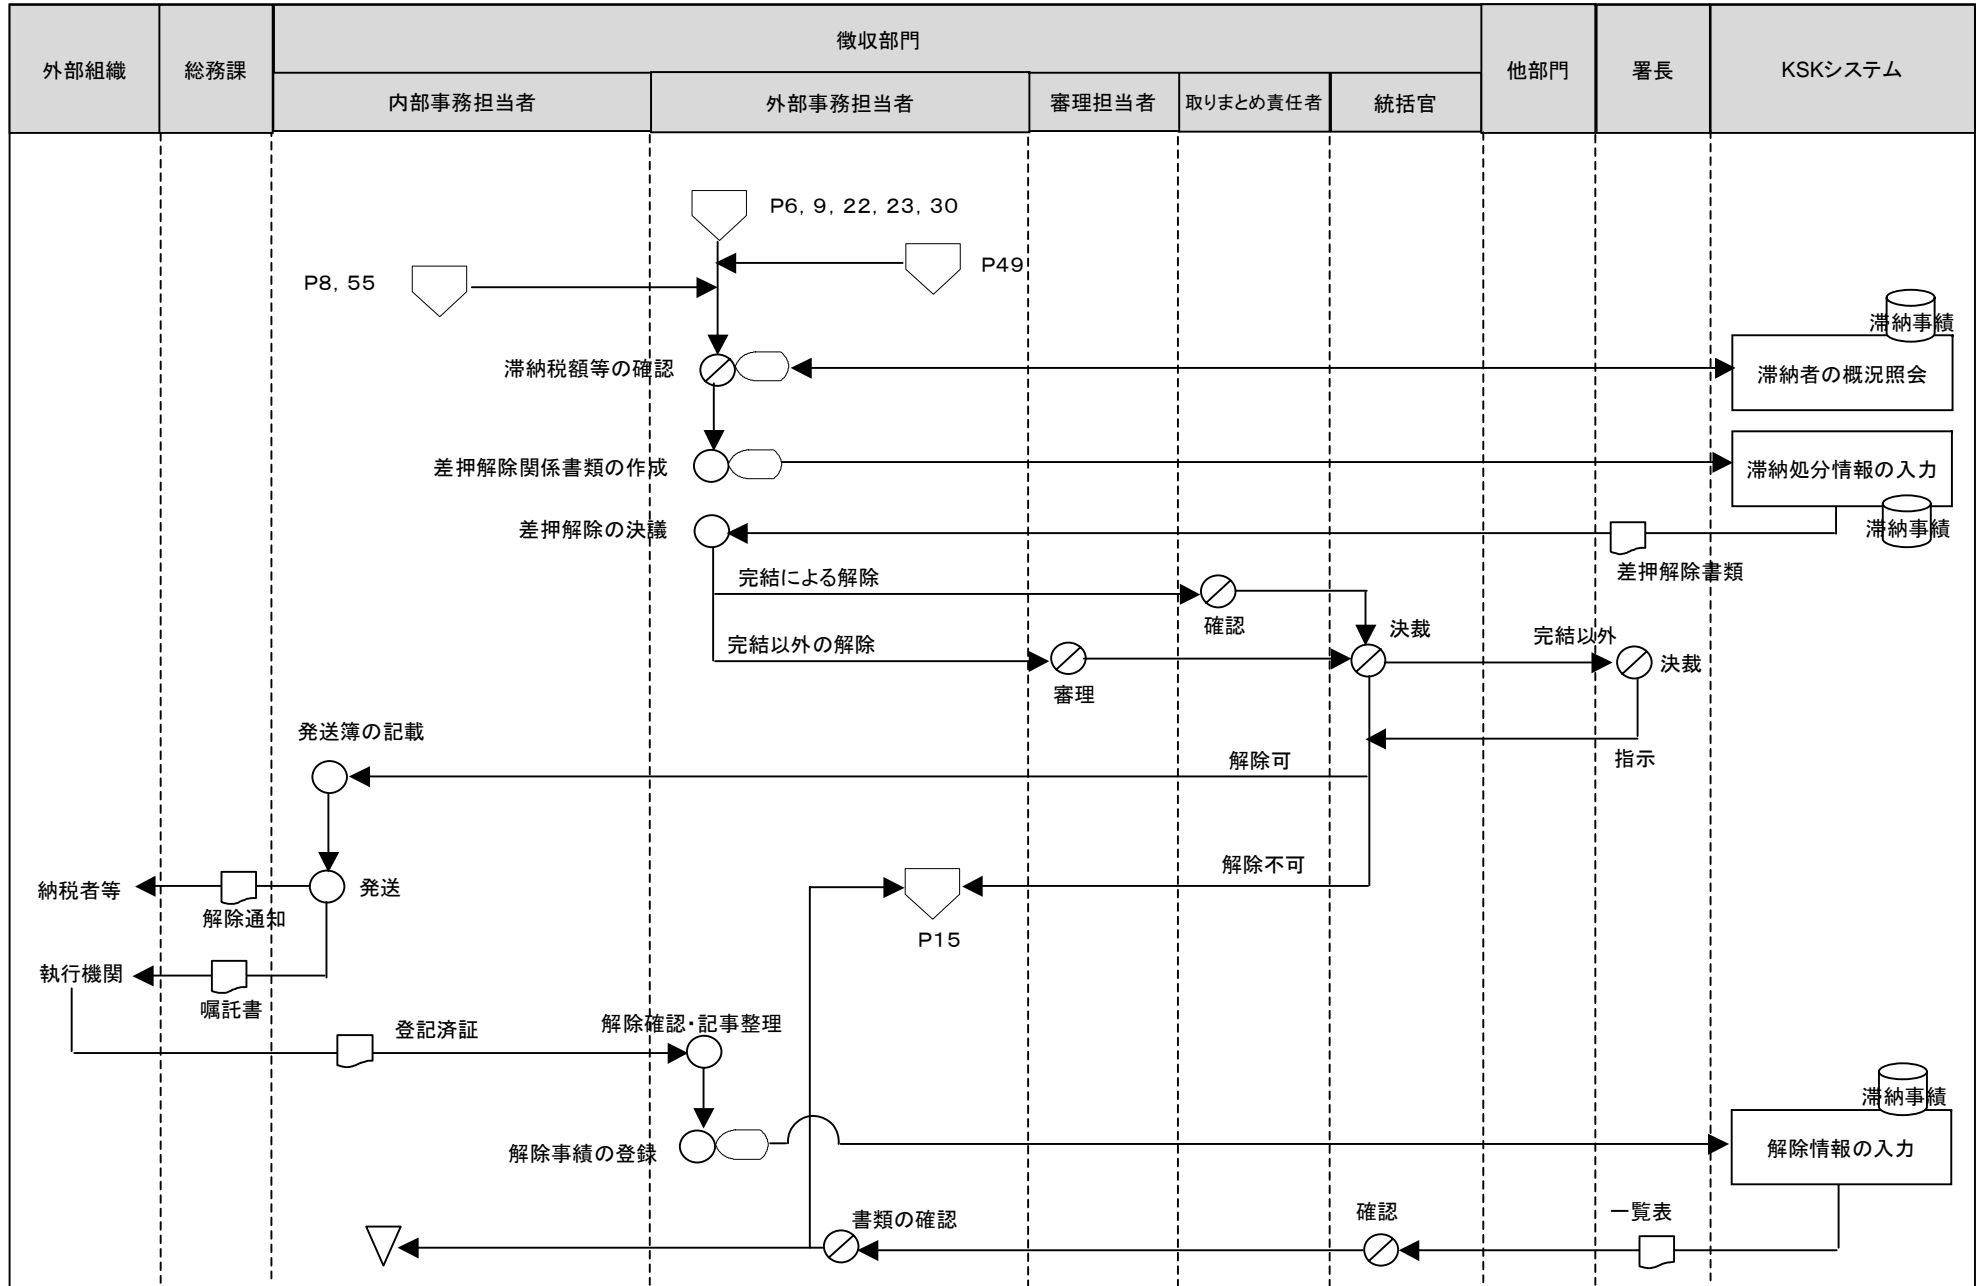 徴収部門
外部組織
総務課
他部門
署長
KSKシステム
内部事務担当者
外部事務担当者
審理担当者
取りまとめ責任者
統括官
P6, 9, 22, 23, 30
P49
P8, 55
滞納事績
滞納税額等の確認
滞納者の概況照会
差押解除関係書類の作成
滞納処分情報の入力
差押解除の決議
滞納事績
差押解除書類
完結による解除
確認
決裁
完結以外の解除
完結以外
決裁
審理
発送簿の記載
解除可
指示
解除不可
納税者等
発送
解除通知
P15
執行機関
嘱託書
登記済証
解除確認・記事整理
滞納事績
解除事績の登録
解除情報の入力
書類の確認
確認
一覧表